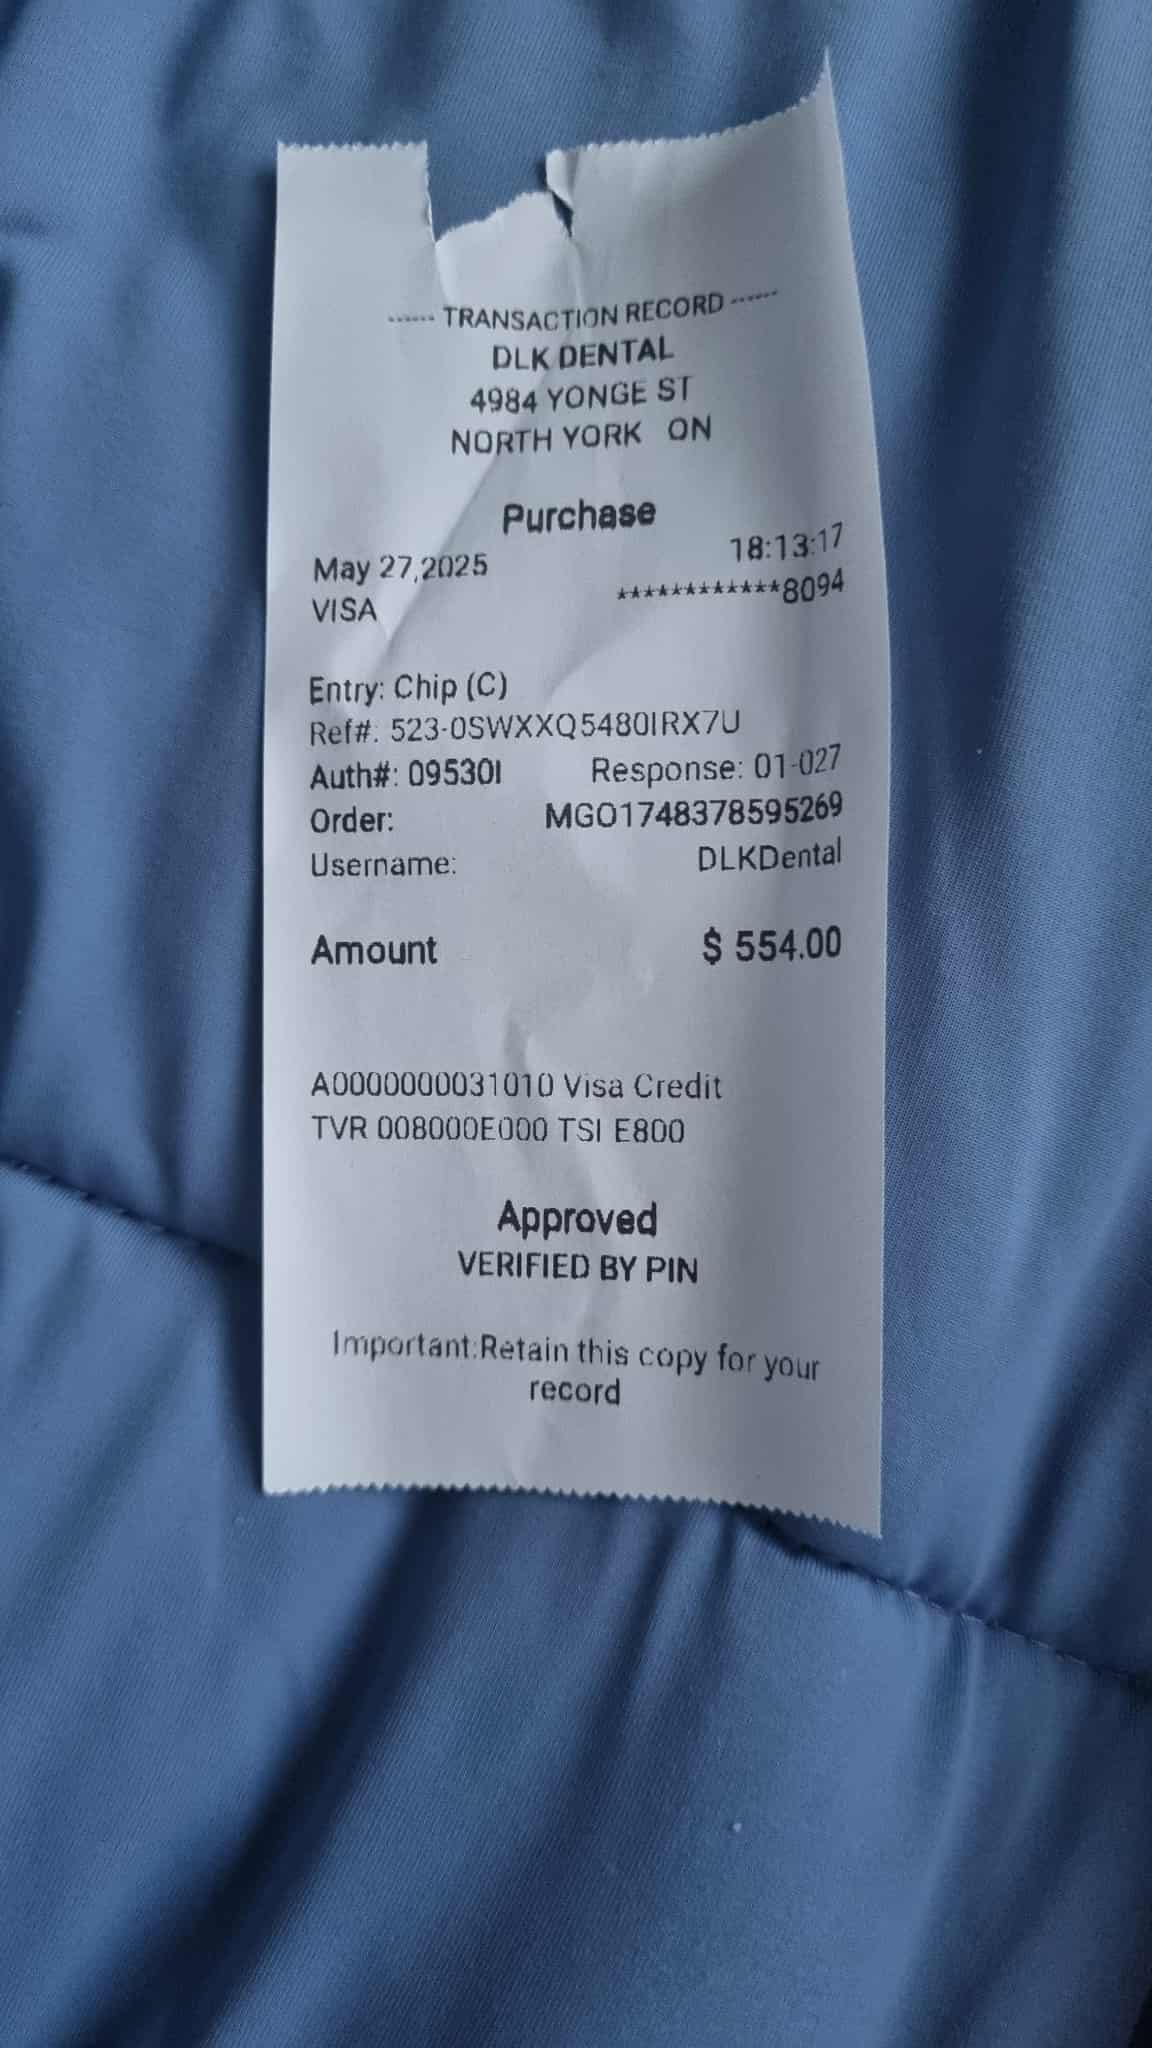 ------ TRANSACTION RECORD ------
DLK DENTAL
4984 YONGE ST
NORTH YORK ON
Purchase
May 27,2025 18:13:17
VISA ************8094
Entry: Chip (C)
Ref#: 523-0SWXXQ5480IRX7U
Auth#: 09530I Response: 01-027
Order: MGO1748378595269
Username: DLKDental
Amount $ 554.00
A0000000031010 Visa Credit
TVR 008000E000 TSI E800
Approved
VERIFIED BY PIN
Important:Retain this copy for your
record